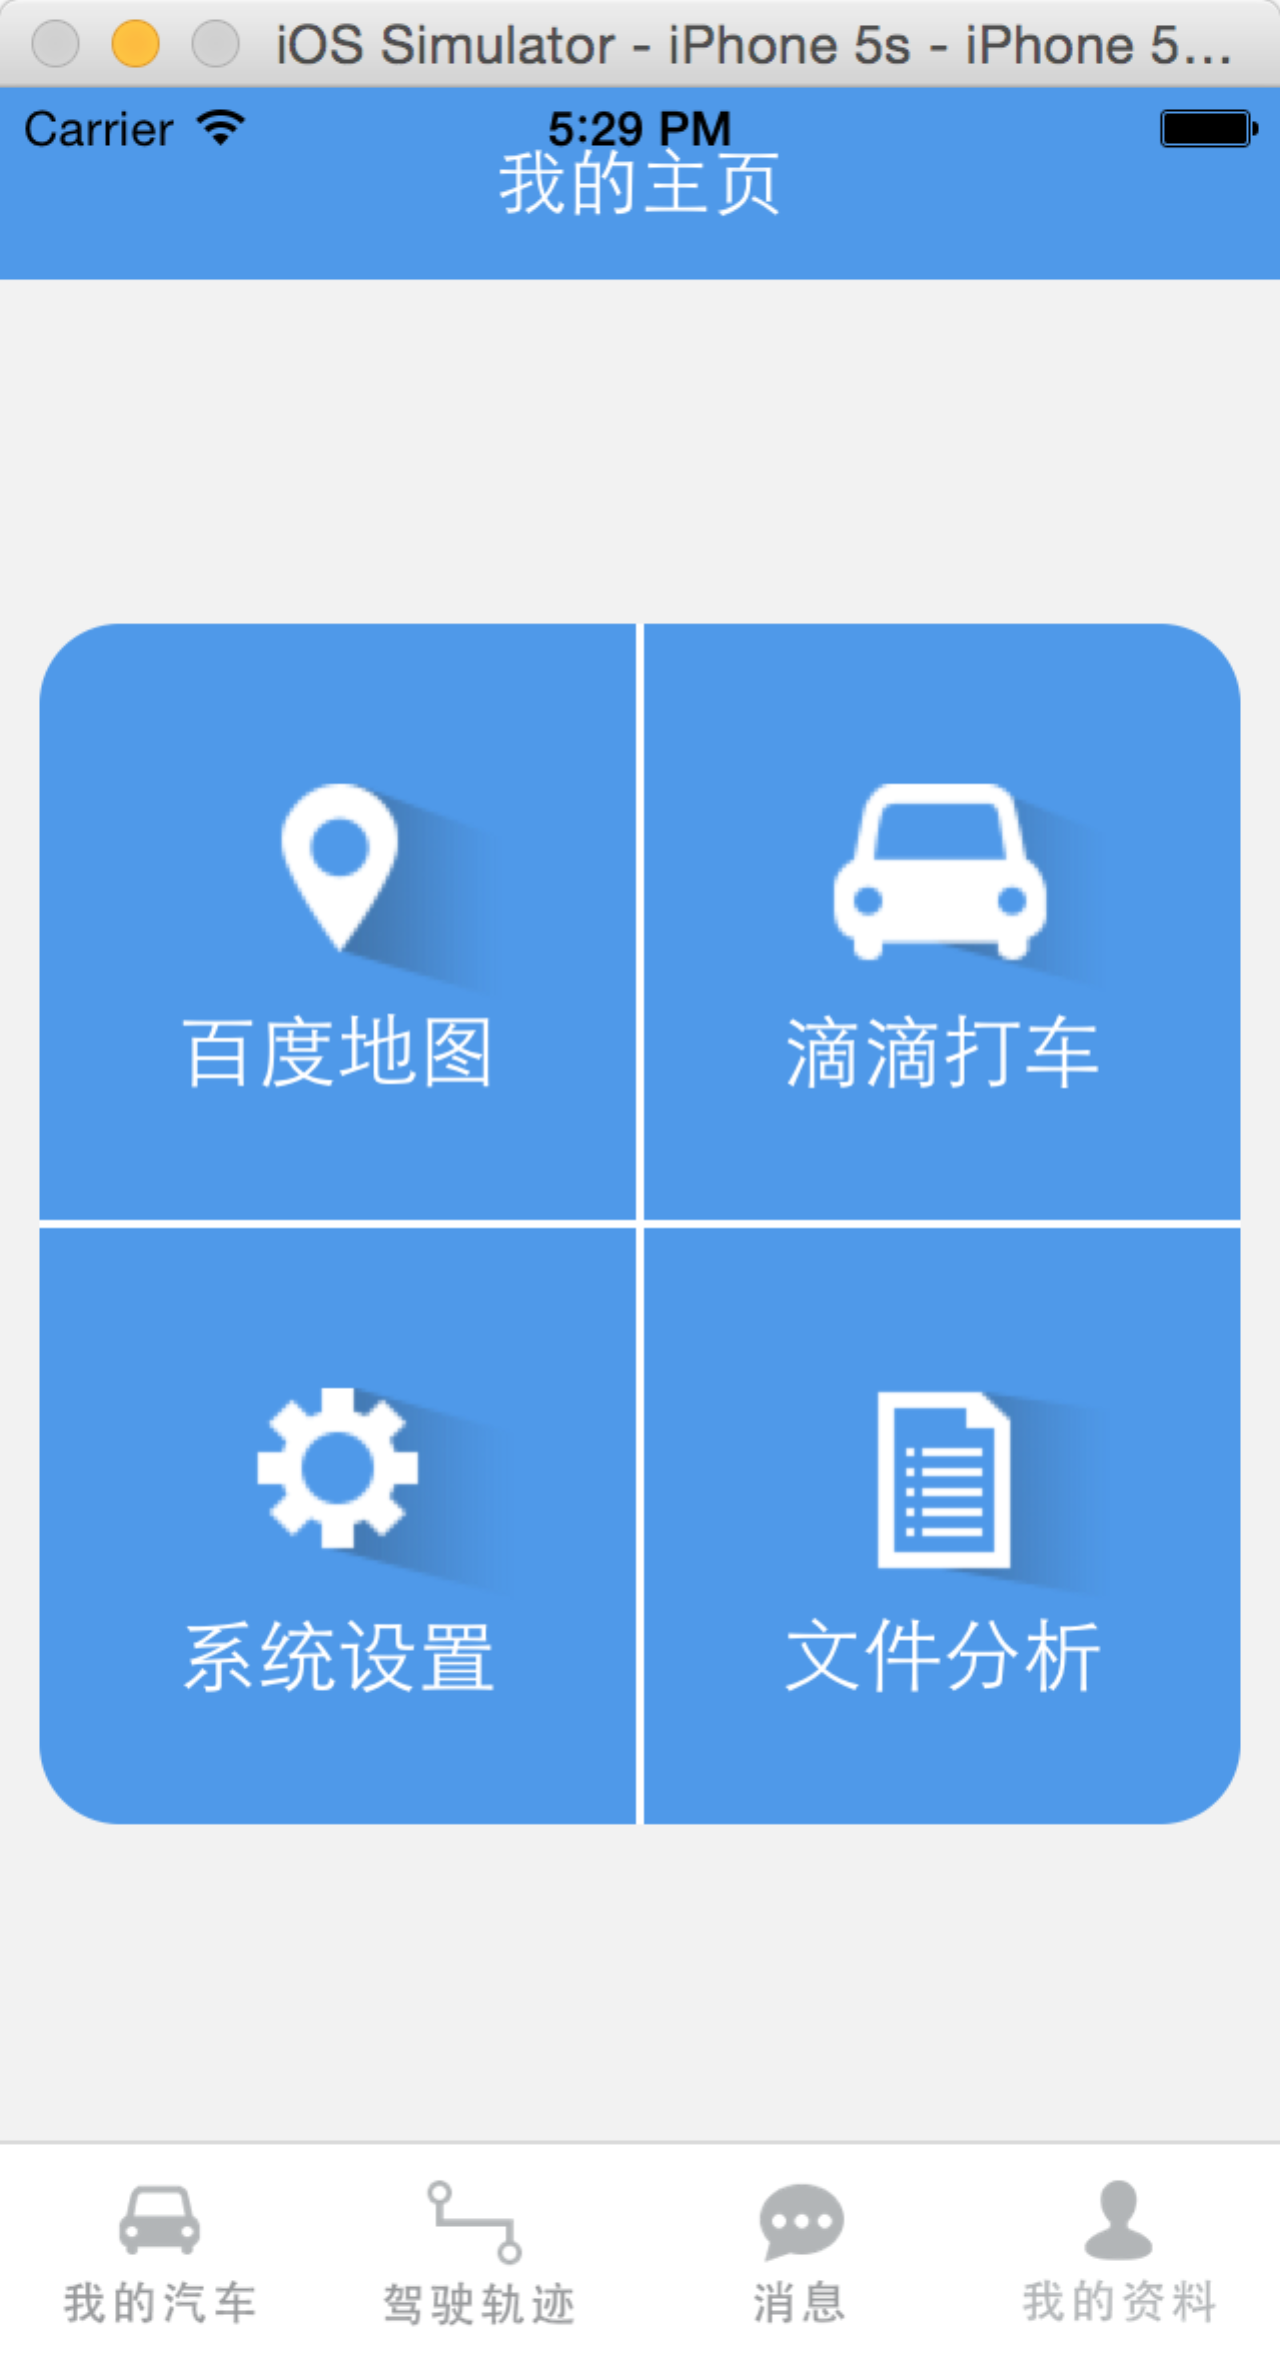 iOS Simulator - iPhone 5s - iPhone 5...
Carrier 5:29 PM
我的主页
百度地图 滴滴打车
系统设置 文件分析
我的汽车 驾驶轨迹 消息 我的资料